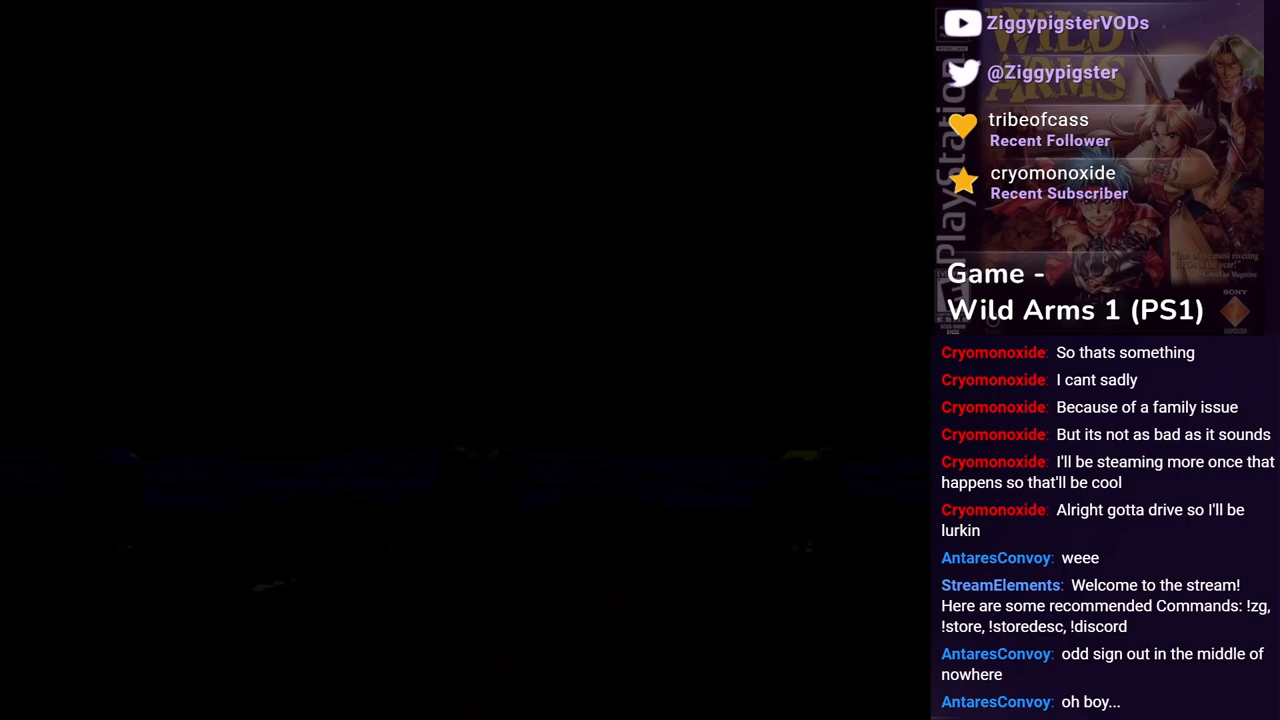 ZiggypigsterVODs
@Ziggypigster
tribeofcass
Recent Follower
cryomonoxide
Recent Subscriber
WILD
ARMS
PlayStation
Game -
Wild Arms 1 (PS1)
SONY
Cryomonoxide: So thats something
Cryomonoxide: I cant sadly
Cryomonoxide: Because of a family issue
Cryomonoxide: But its not as bad as it sounds
Cryomonoxide: I'll be steaming more once that
happens so that'll be cool
Cryomonoxide: Alright gotta drive so I'll be
lurkin
AntaresConvoy: weee
StreamElements: Welcome to the stream!
Here are some recommended Commands: !zg,
!store, !storedesc, !discord
AntaresConvoy: odd sign out in the middle of
nowhere
AntaresConvoy: oh boy...